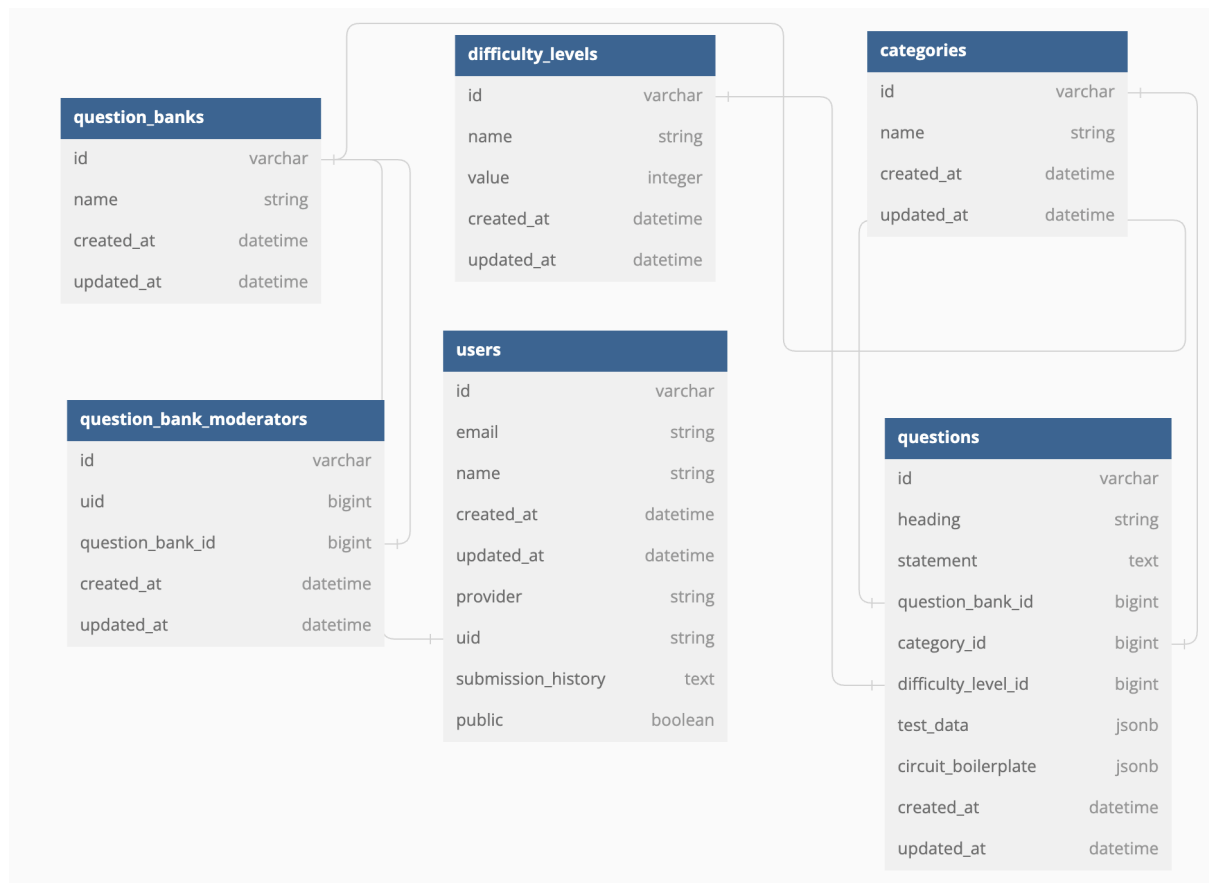 question_banks
id varchar
name string
created_at datetime
updated_at datetime
difficulty_levels
id varchar
name string
value integer
created_at datetime
updated_at datetime
categories
id varchar
name string
created_at datetime
updated_at datetime
question_bank_moderators
id varchar
uid bigint
question_bank_id bigint
created_at datetime
updated_at datetime
users
id varchar
email string
name string
created_at datetime
updated_at datetime
provider string
uid string
submission_history text
public boolean
questions
id varchar
heading string
statement text
question_bank_id bigint
category_id bigint
difficulty_level_id bigint
test_data jsonb
circuit_boilerplate jsonb
created_at datetime
updated_at datetime